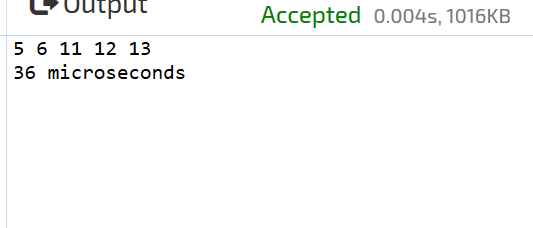 Output
Accepted 0.004s, 1016KB
5 6 11 12 13
36 microseconds